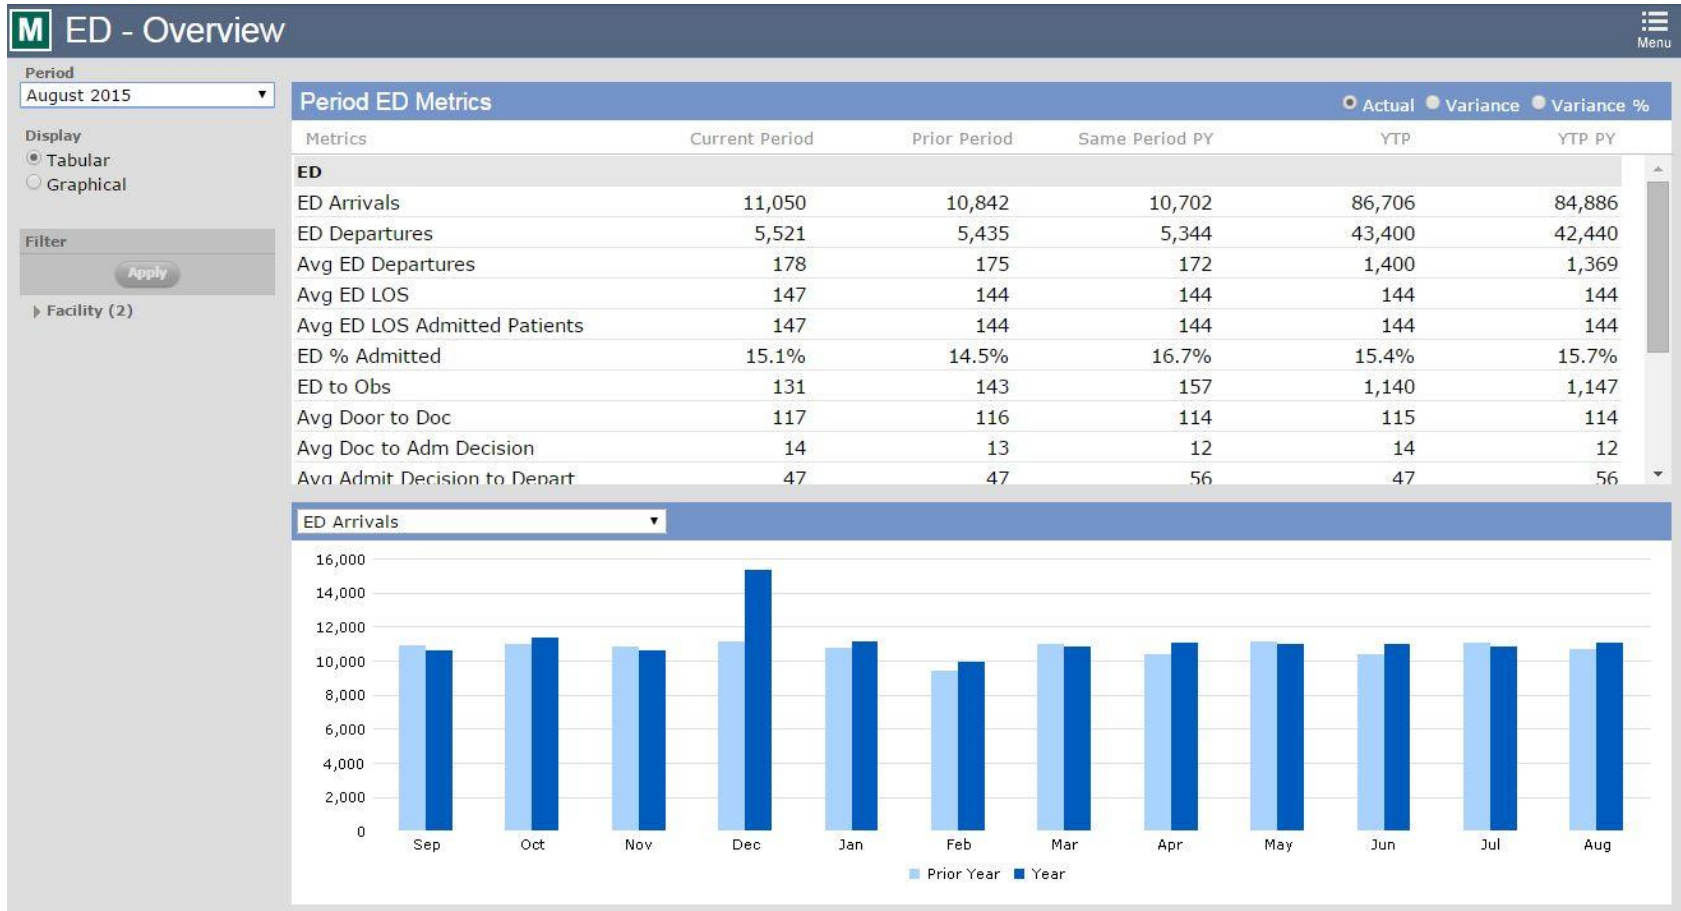 M ED - Overview
Menu
Period
August 2015
Display
Tabular
Graphical
Filter
Apply
Facility (2)
Period ED Metrics Actual Variance Variance %
Metrics Current Period Prior Period Same Period PY YTP YTP PY
ED
ED Arrivals 11,050 10,842 10,702 86,706 84,886
ED Departures 5,521 5,435 5,344 43,400 42,440
Avg ED Departures 178 175 172 1,400 1,369
Avg ED LOS 147 144 144 144 144
Avg ED LOS Admitted Patients 147 144 144 144 144
ED % Admitted 15.1% 14.5% 16.7% 15.4% 15.7%
ED to Obs 131 143 157 1,140 1,147
Avg Door to Doc 117 116 114 115 114
Avg Doc to Adm Decision 14 13 12 14 12
Avg Admit Decision to Depart 47 47 56 47 56
ED Arrivals
16,000
14,000
12,000
10,000
8,000
6,000
4,000
2,000
0
Sep Oct Nov Dec Jan Feb Mar Apr May Jun Jul Aug
Prior Year Year